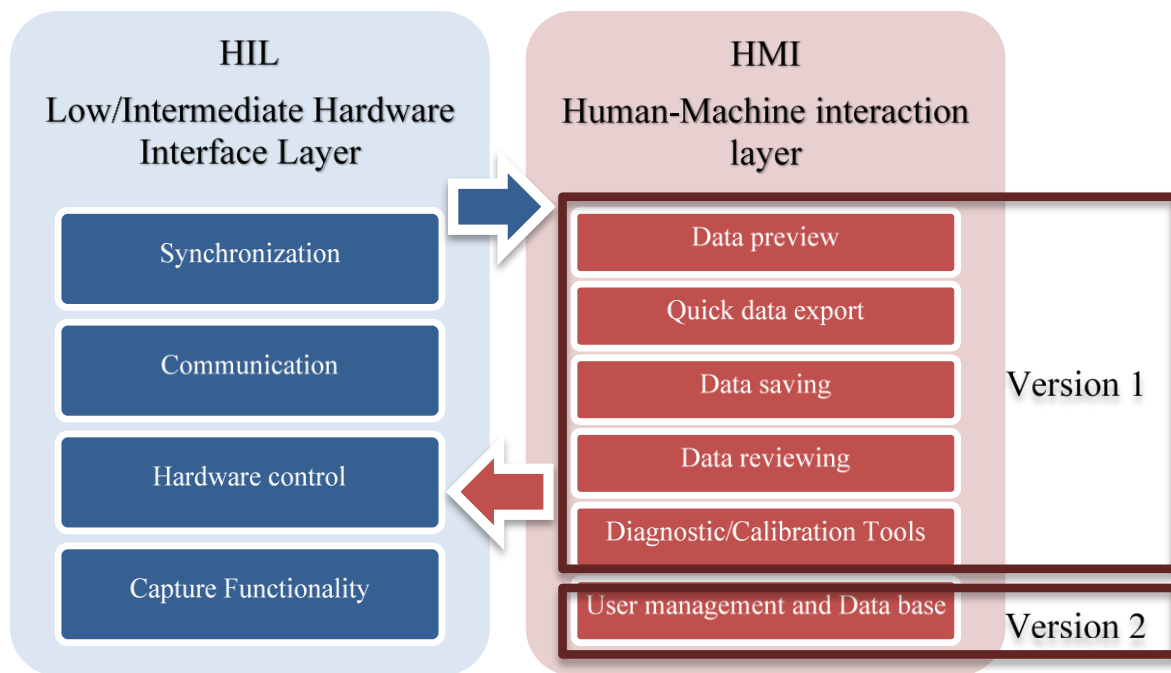 HIL
Low/Intermediate Hardware
Interface Layer
Synchronization
Communication
Hardware control
Capture Functionality
HMI
Human-Machine interaction
layer
Data preview
Quick data export
Data saving
Data reviewing
Diagnostic/Calibration Tools
User management and Data base
Version 1
Version 2